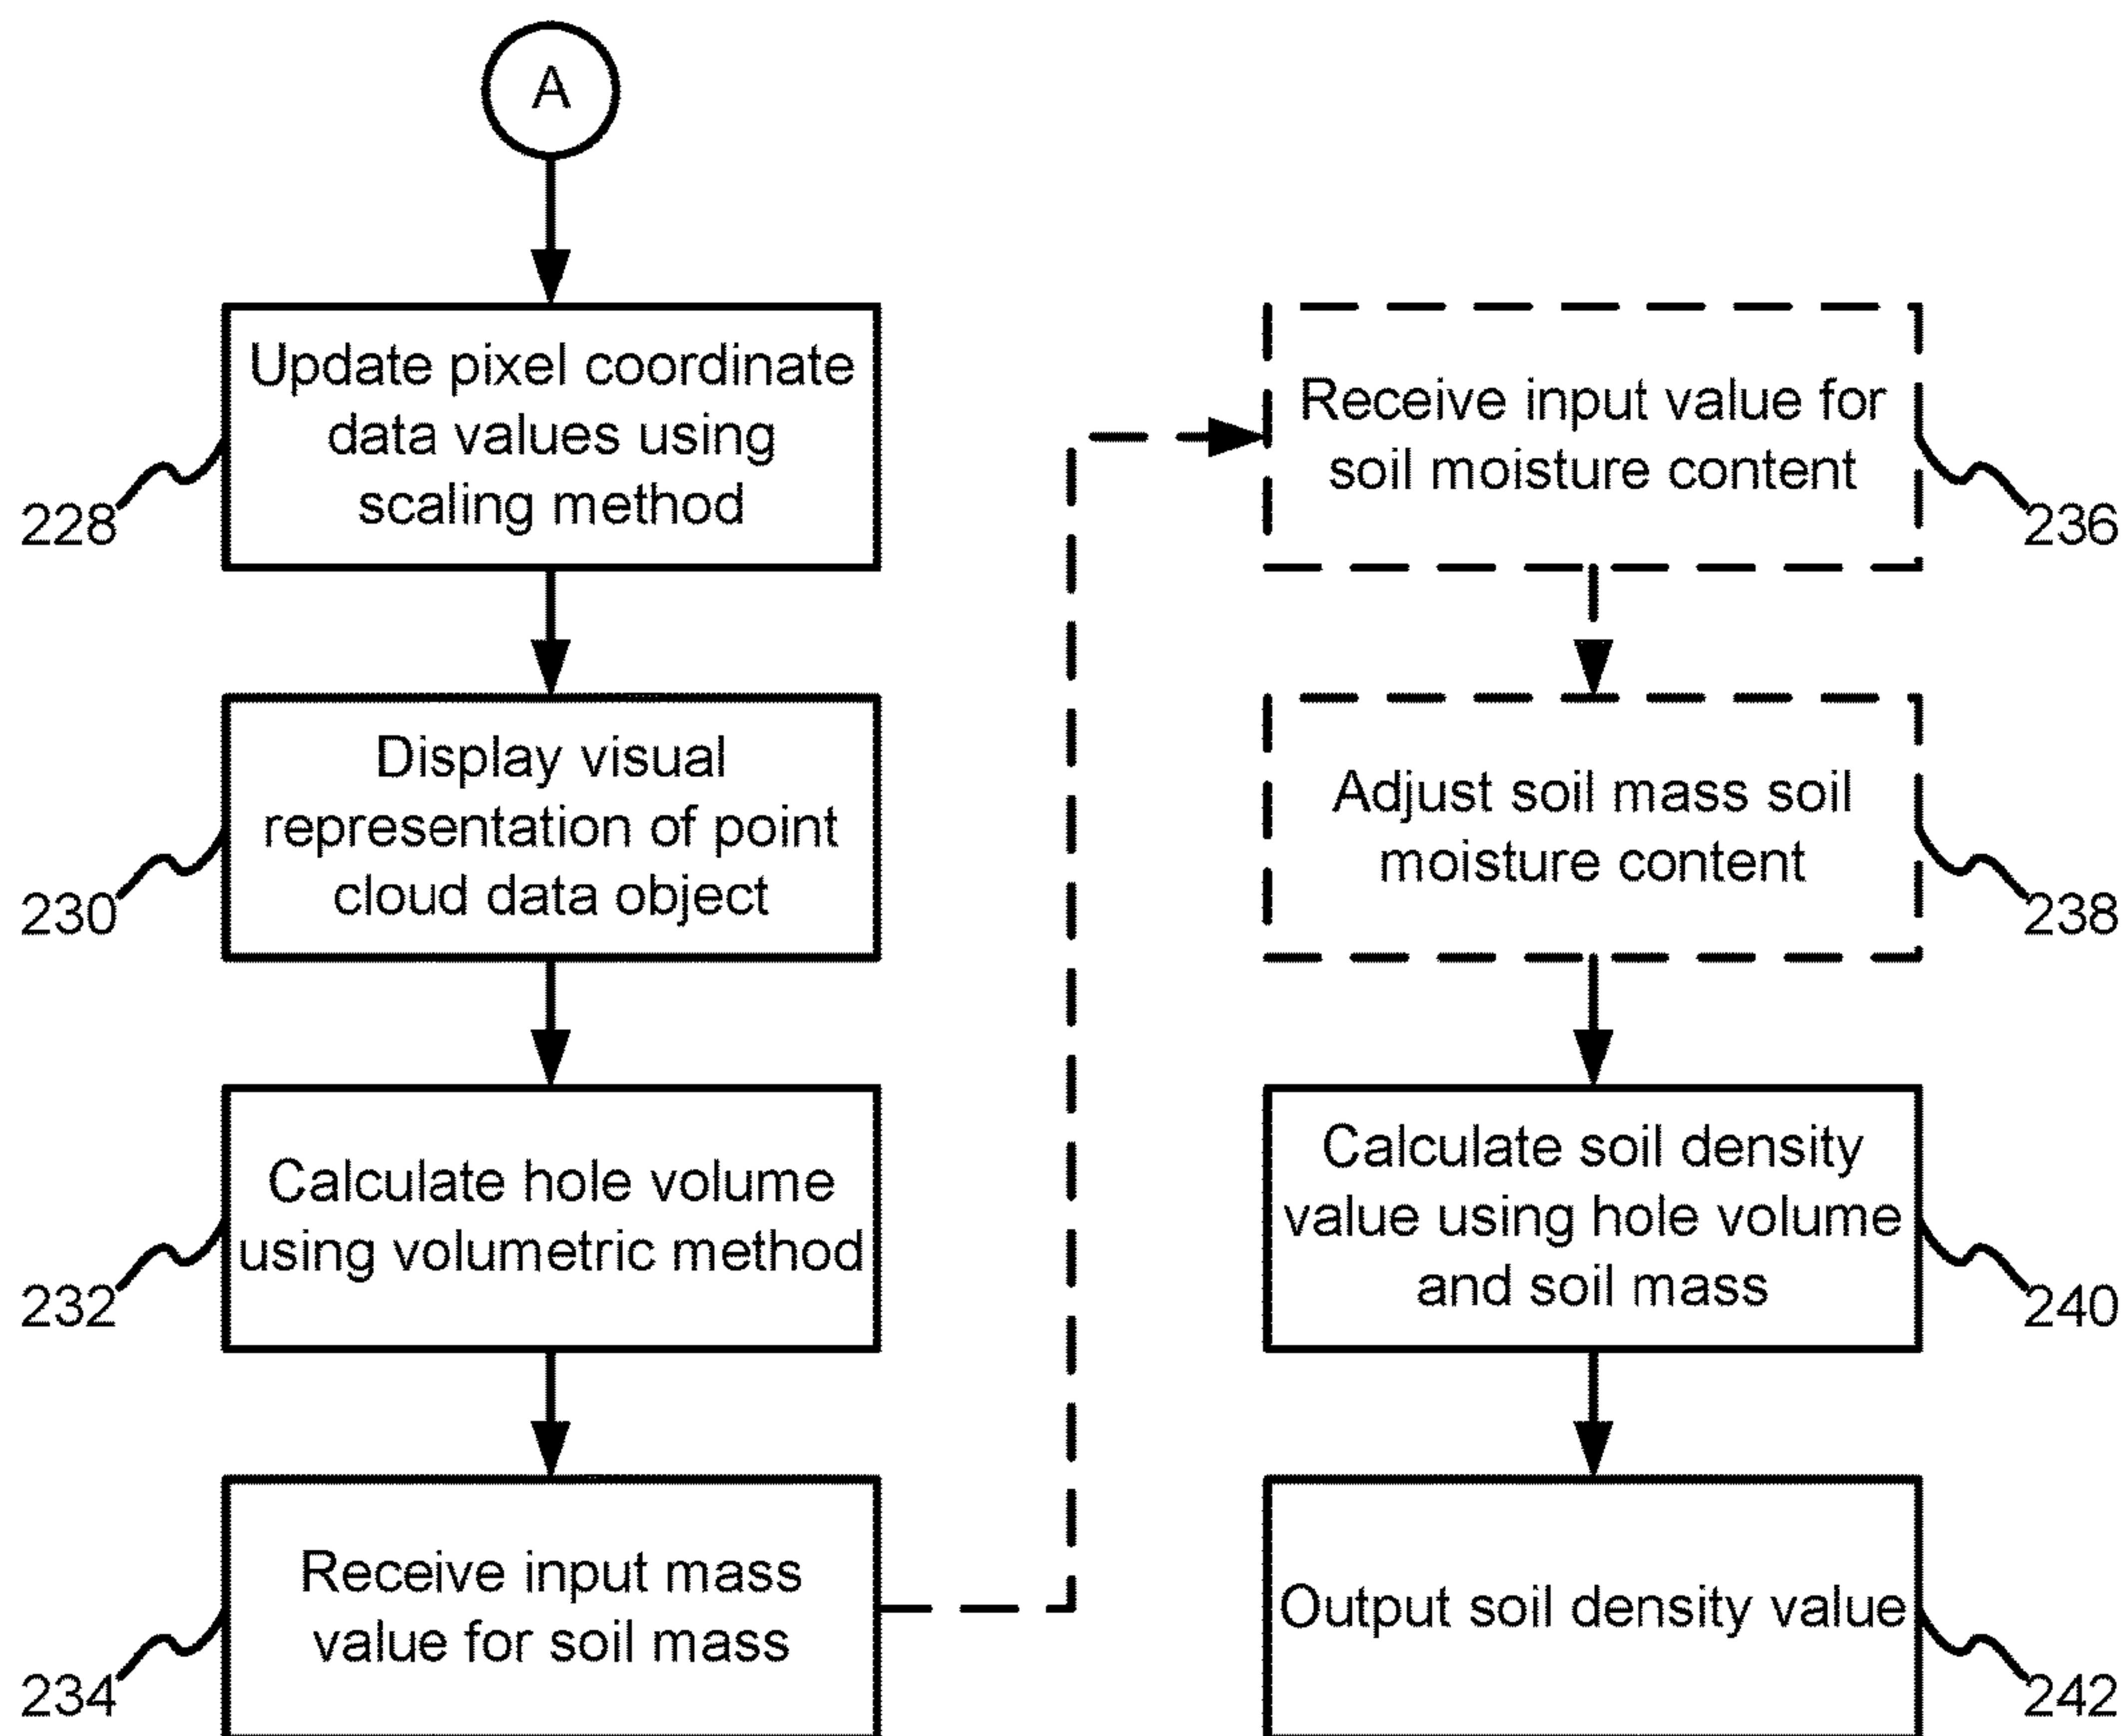 A
Update pixel coordinate
data values using
scaling method
228
Display visual
representation of point
cloud data object
230
Calculate hole volume
using volumetric method
232
Receive input mass
value for soil mass
234
Receive input value for
soil moisture content
236
Adjust soil mass soil
moisture content
238
Calculate soil density
value using hole volume
and soil mass
240
Output soil density value
242